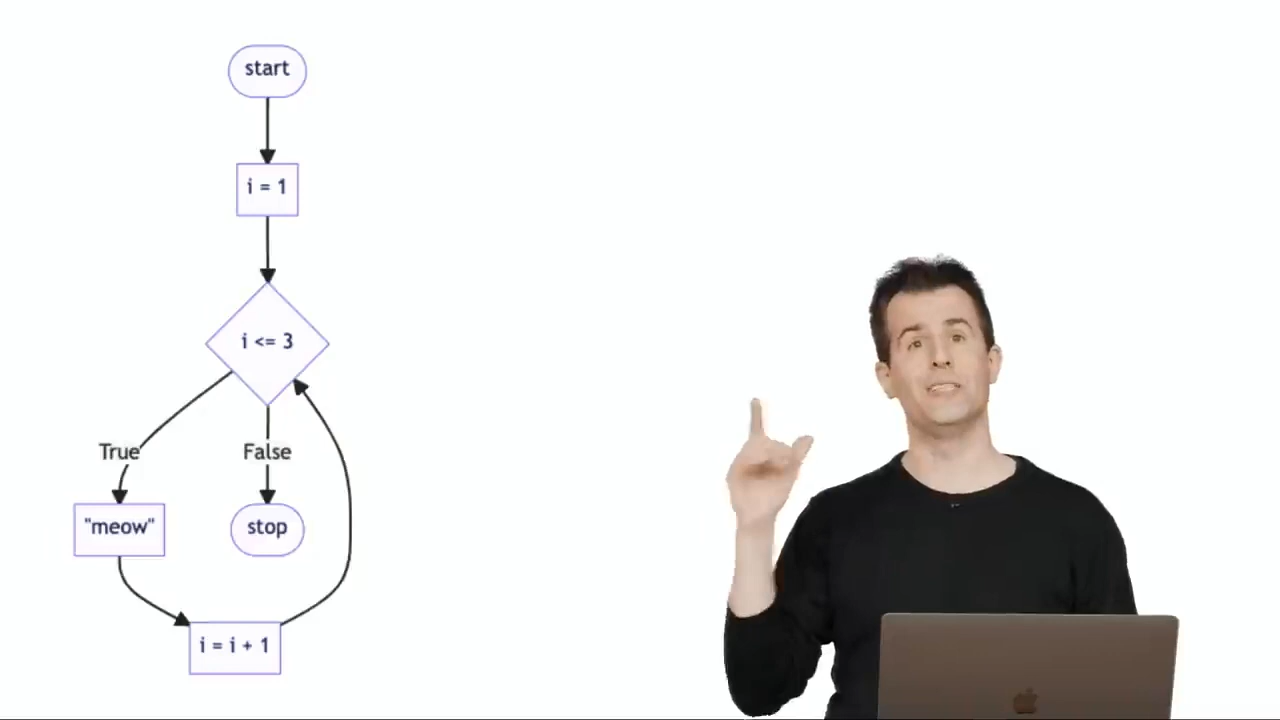 start
i = 1
i <= 3
True
False
"meow"
stop
i = i + 1